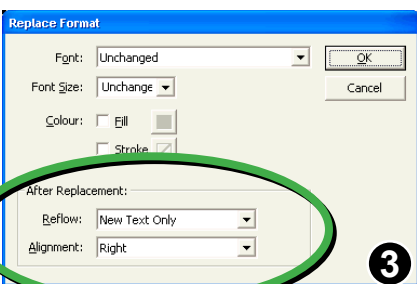 Replace Format
Font: Unchanged OK
Font Size: Unchange Cancel
Colour: Fill
Stroke
After Replacement:
Reflow: New Text Only
Alignment: Right
3